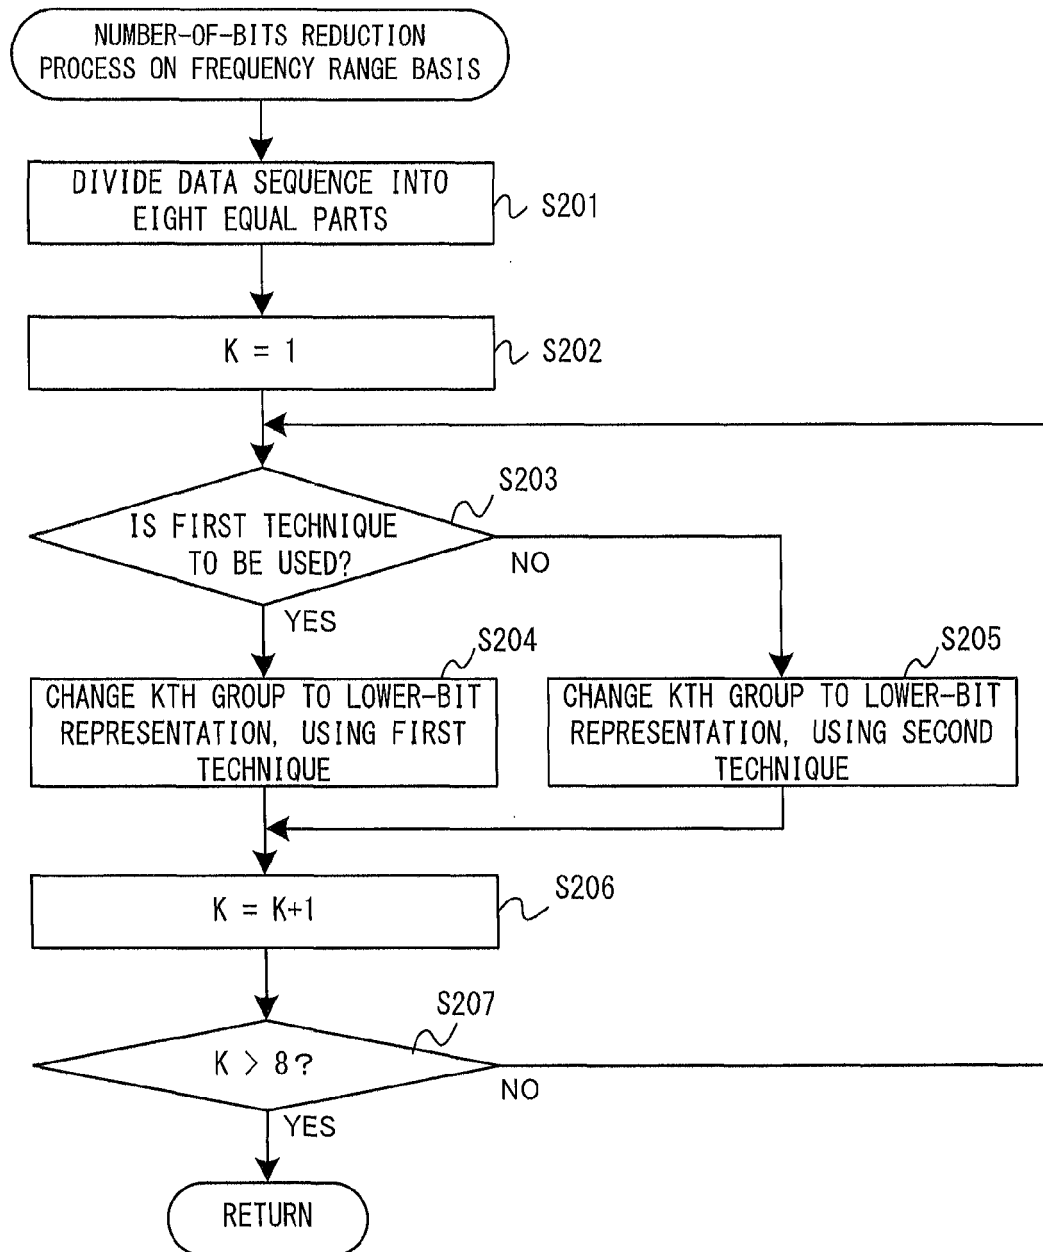 NUMBER-OF-BITS REDUCTION
PROCESS ON FREQUENCY RANGE BASIS
DIVIDE DATA SEQUENCE INTO
EIGHT EQUAL PARTS
S201
K = 1
S202
S203
IS FIRST TECHNIQUE
TO BE USED?
NO
YES
S204
CHANGE KTH GROUP TO LOWER-BIT
REPRESENTATION, USING FIRST
TECHNIQUE
S205
CHANGE KTH GROUP TO LOWER-BIT
REPRESENTATION, USING SECOND
TECHNIQUE
K = K+1
S206
S207
K > 8?
NO
YES
RETURN